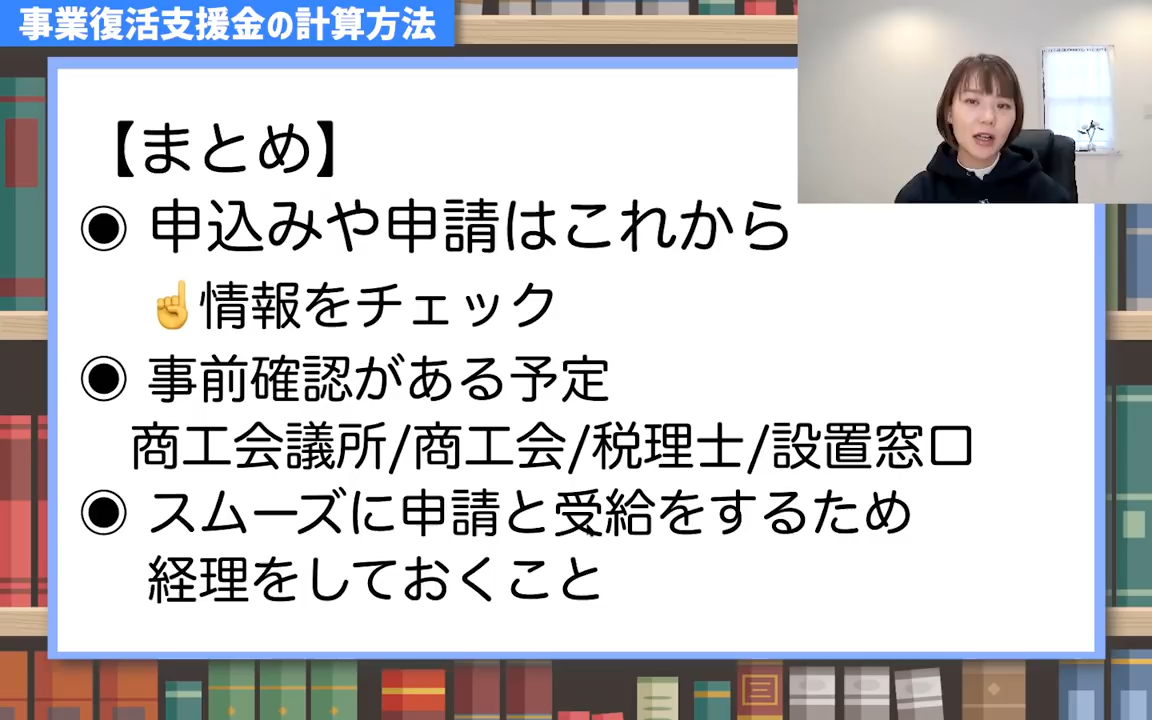 事業復活支援金の計算方法
【まとめ】
◉ 申込みや申請はこれから
☝情報をチェック
◉ 事前確認がある予定
商工会議所/商工会/税理士/設置窓口
◉ スムーズに申請と受給をするため
経理をしておくこと